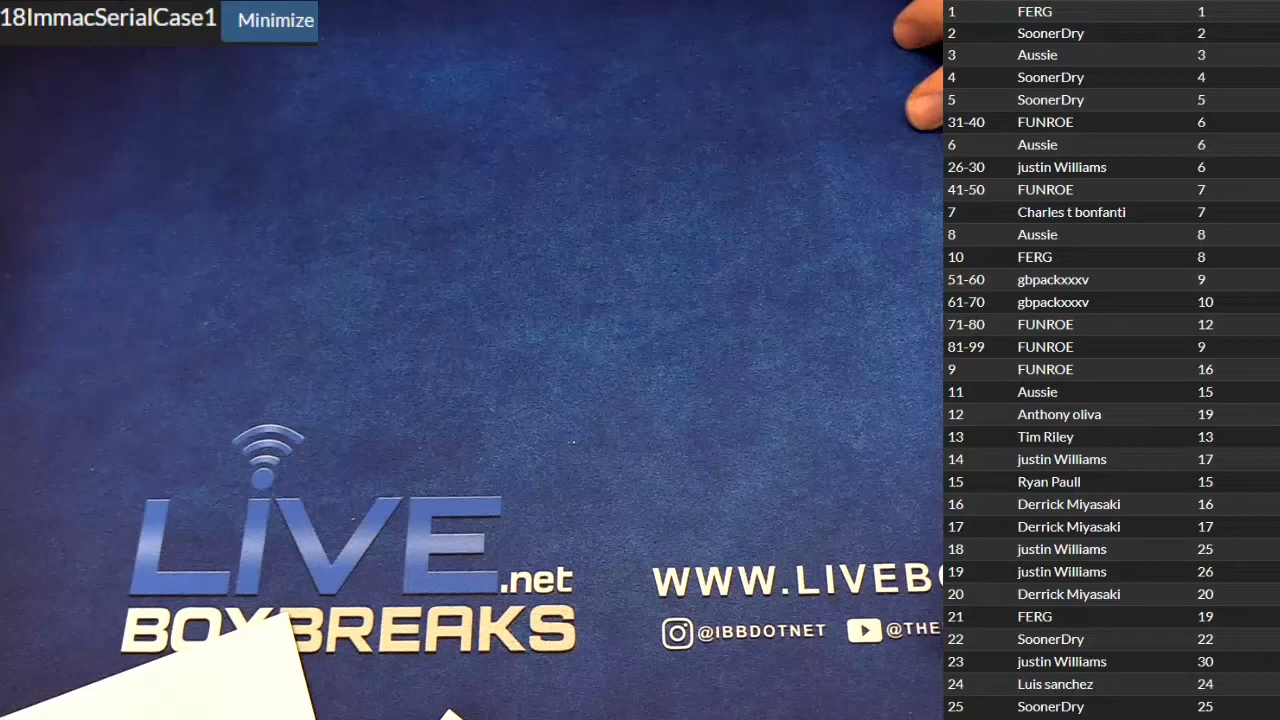 18ImmacSerialCase1 Minimize
1 FERG 1
2 SoonerDry 2
3 Aussie 3
4 SoonerDry 4
5 SoonerDry 5
31-40 FUNROE 6
6 Aussie 6
26-30 justin Williams 6
41-50 FUNROE 7
7 Charles t bonfanti 7
8 Aussie 8
10 FERG 8
51-60 gbpackxxxv 9
61-70 gbpackxxxv 10
71-80 FUNROE 12
81-99 FUNROE 9
9 FUNROE 16
11 Aussie 15
12 Anthony oliva 19
13 Tim Riley 13
14 justin Williams 17
15 Ryan Paull 15
16 Derrick Miyasaki 16
17 Derrick Miyasaki 17
18 justin Williams 25
19 justin Williams 26
20 Derrick Miyasaki 20
21 FERG 19
22 SoonerDry 22
23 justin Williams 30
24 Luis sanchez 24
25 SoonerDry 25
LIVE.net
BOXBREAKS
WWW.LIVEB
@IBBDOTNET @THE